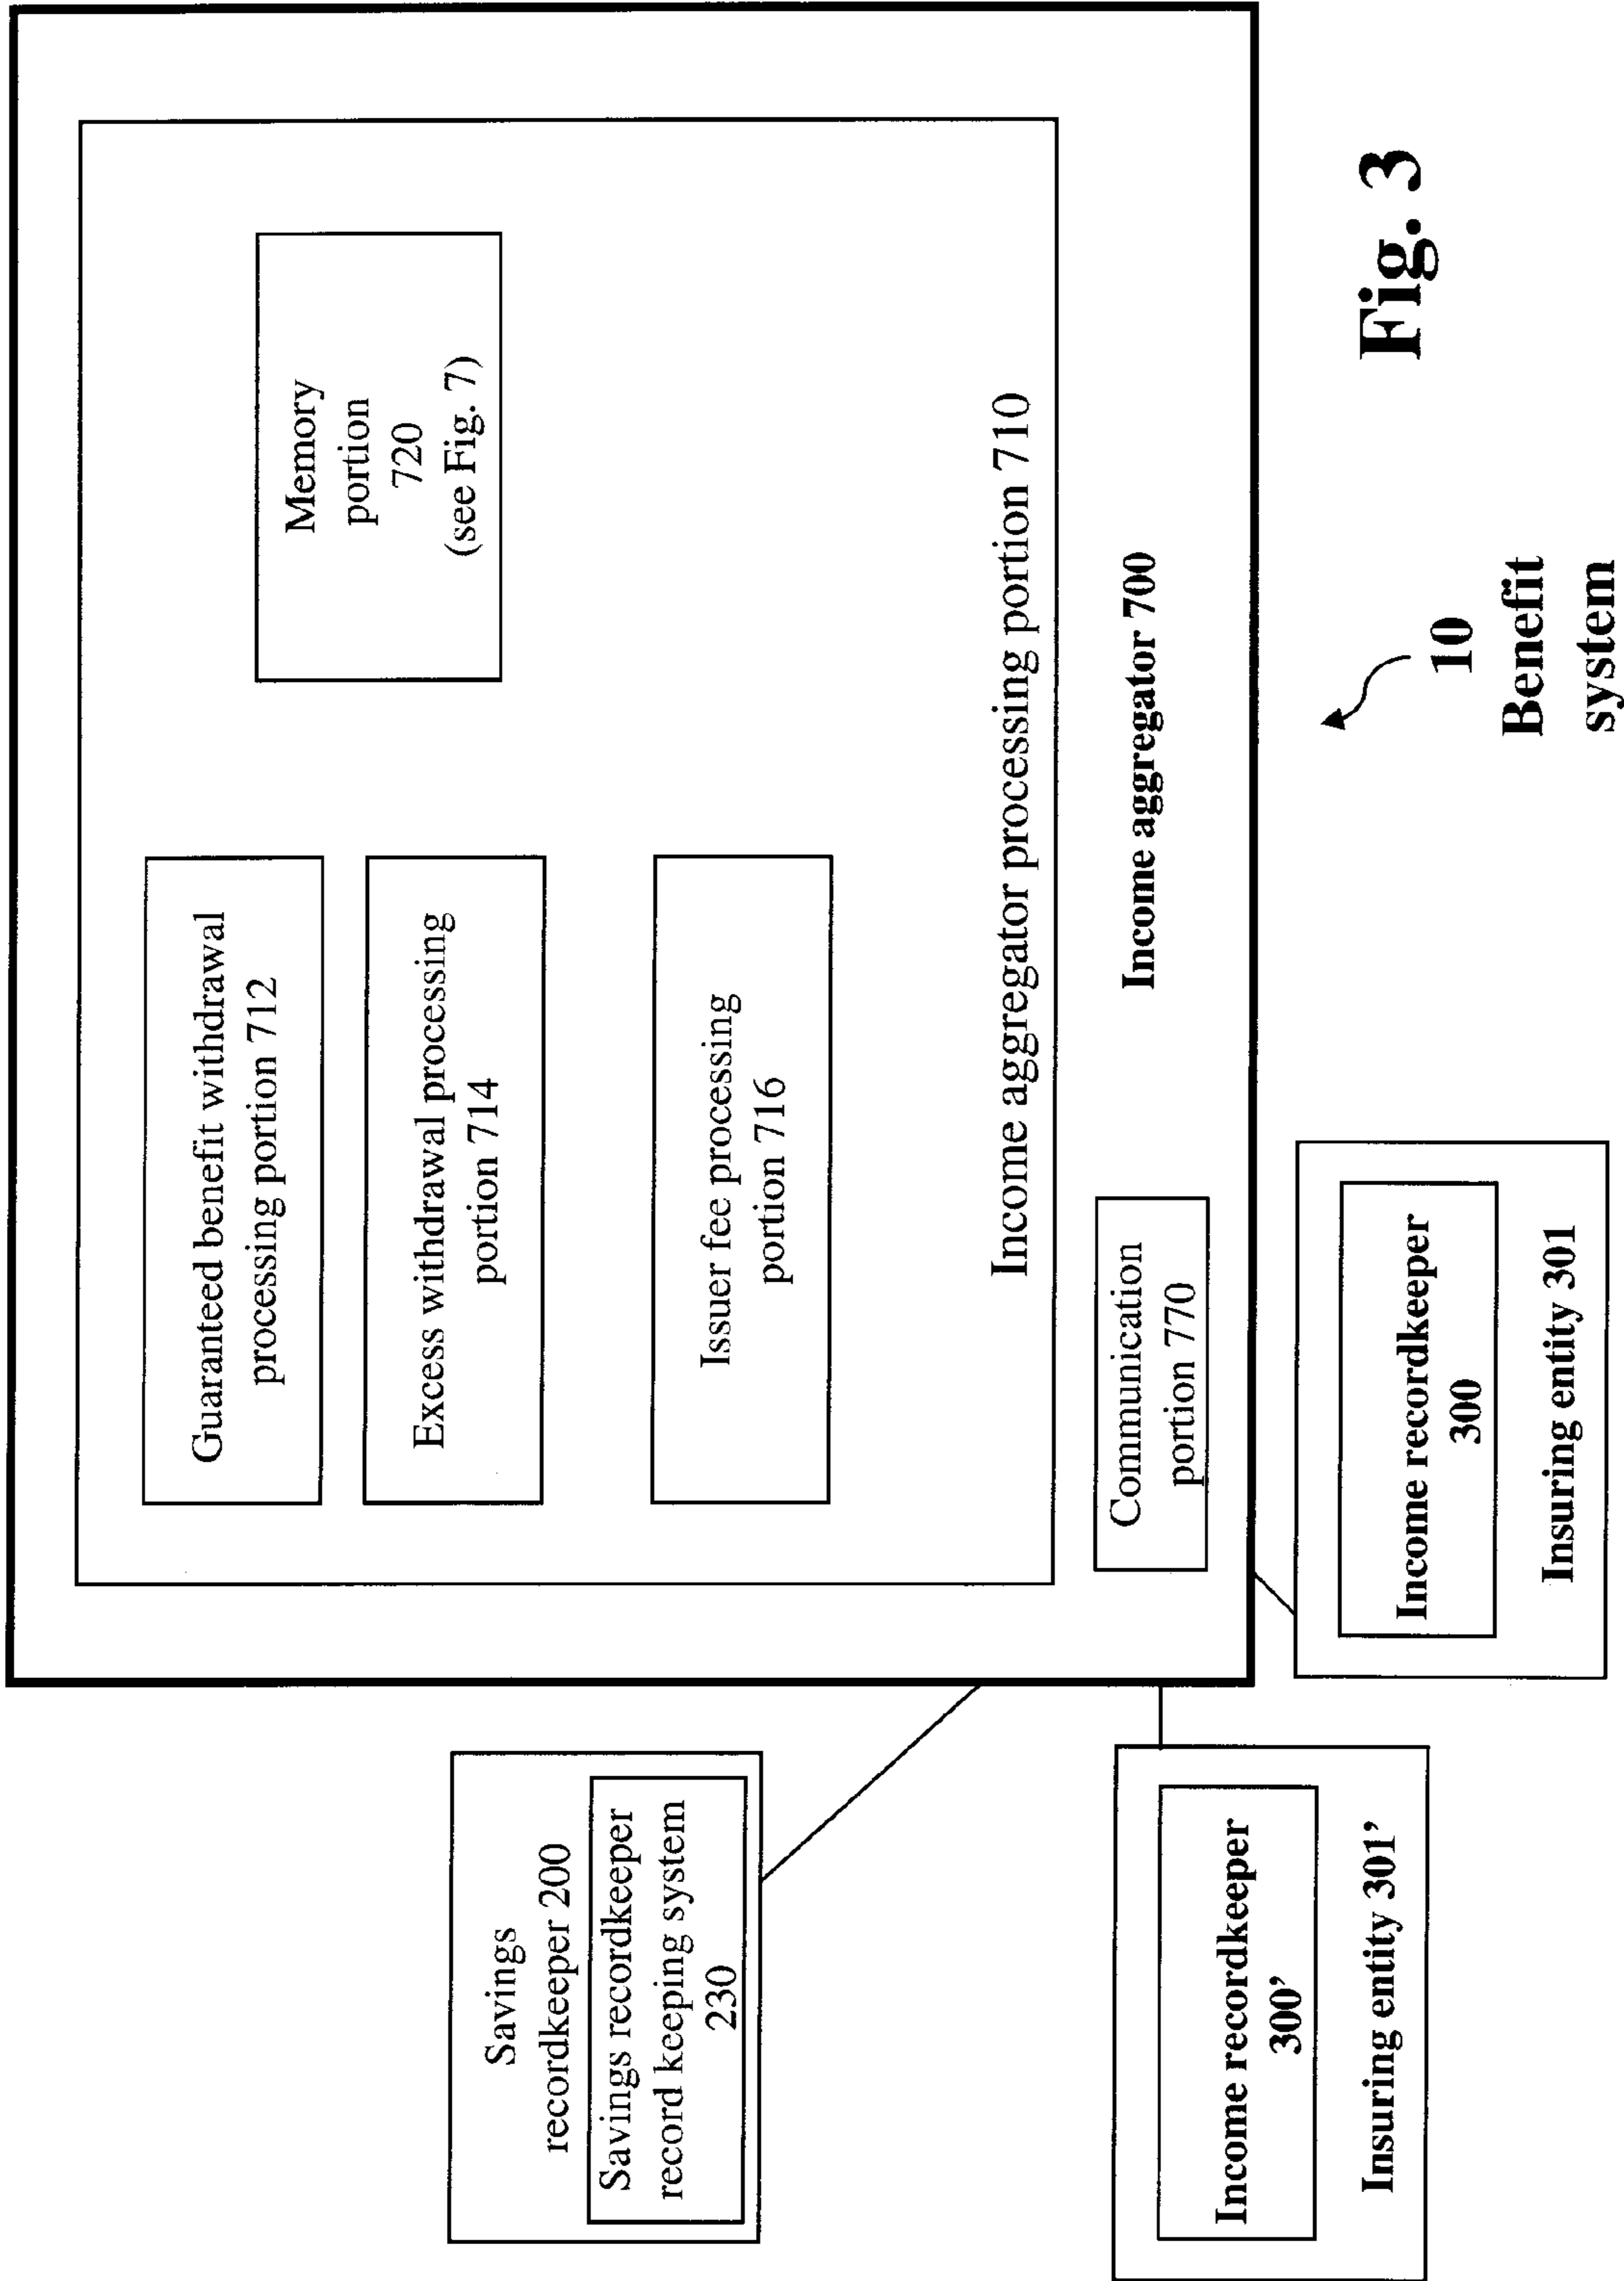 Savings
recordkeeper 200
Savings recordkeeper
record keeping system
230
Guaranteed benefit withdrawal
processing portion 712
Excess withdrawal processing
portion 714
Issuer fee processing
portion 716
Memory
portion
720
(see Fig. 7)
Income aggregator processing portion 710
Communication
portion 770
Income aggregator 700
Income recordkeeper
300'
Insuring entity 301'
Income recordkeeper
300
Insuring entity 301
10
Benefit
system
Fig. 3